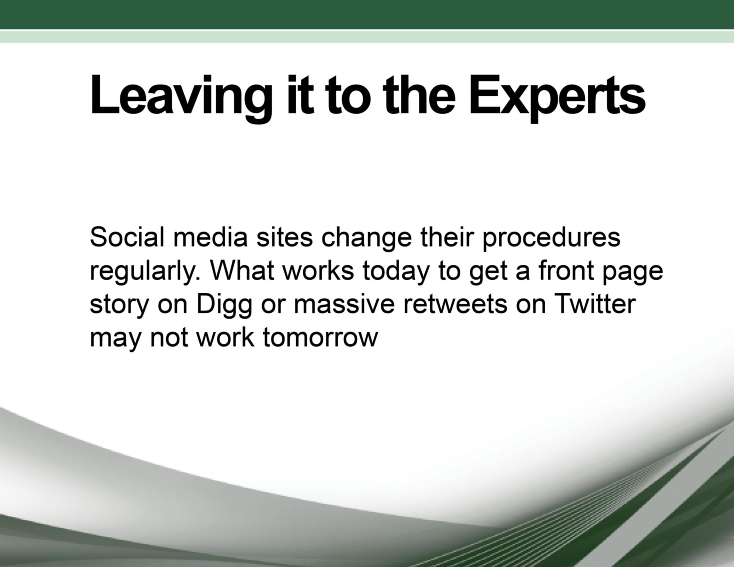 Leaving it to the Experts
Social media sites change their procedures
regularly. What works today to get a front page
story on Digg or massive retweets on Twitter
may not work tomorrow